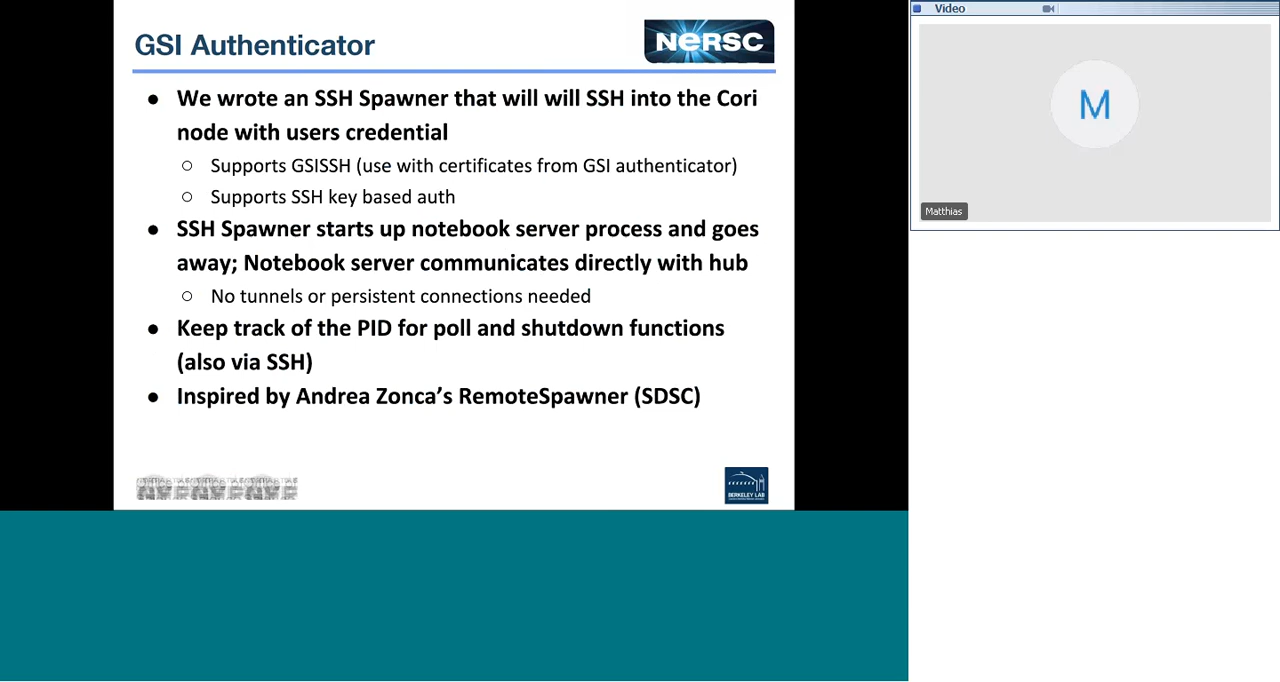 GSI Authenticator
NERSC
● We wrote an SSH Spawner that will will SSH into the Cori
node with users credential
○ Supports GSISSH (use with certificates from GSI authenticator)
○ Supports SSH key based auth
● SSH Spawner starts up notebook server process and goes
away; Notebook server communicates directly with hub
○ No tunnels or persistent connections needed
● Keep track of the PID for poll and shutdown functions
(also via SSH)
● Inspired by Andrea Zonca's RemoteSpawner (SDSC)
BERKELEY LAB
Video
M
Matthias